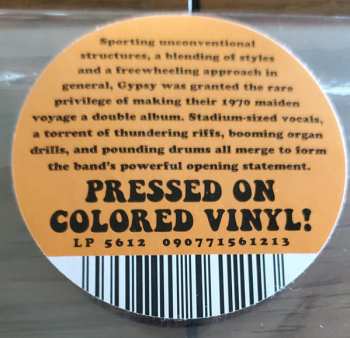 Sporting unconventional
structures, a blending of styles
and a freewheeling approach in
general, Gypsy was granted the rare
privilege of making their 1970 maiden
voyage a double album. Stadium-sized vocals,
a torrent of thundering riffs, booming organ
drills, and pounding drums all merge to form
the band's powerful opening statement.
PRESSED ON
COLORED VINYL!
LP 5612 090771561213